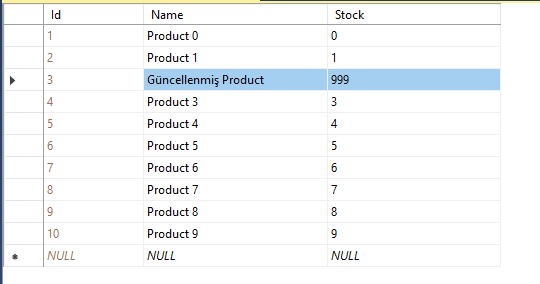 Id Name Stock
1 Product 0 0
2 Product 1 1
3 Güncellenmiş Product 999
4 Product 3 3
5 Product 4 4
6 Product 5 5
7 Product 6 6
8 Product 7 7
9 Product 8 8
10 Product 9 9
NULL NULL NULL